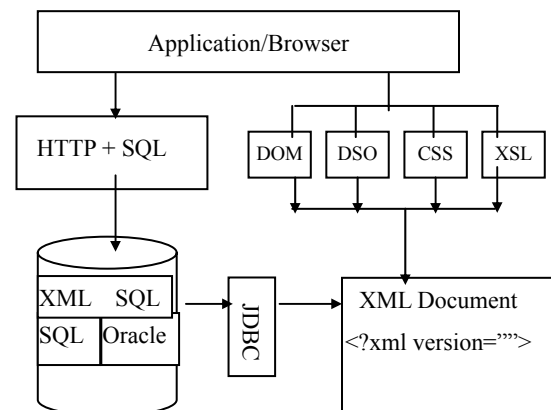 Application/Browser
HTTP + SQL
DOM
DSO
CSS
XSL
XML SQL
SQL Oracle
JDBC
XML Document
<?xml version=””>